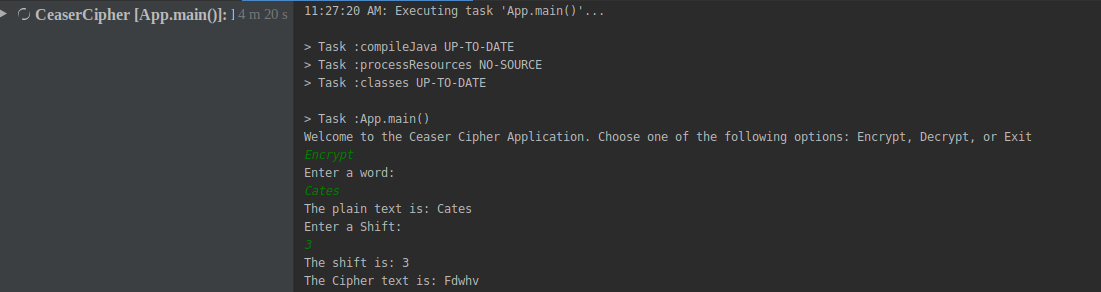 CeaserCipher [App.main()]: 4 m 20 s
11:27:20 AM: Executing task 'App.main()'...
> Task :compileJava UP-TO-DATE
> Task :processResources NO-SOURCE
> Task :classes UP-TO-DATE
> Task :App.main()
Welcome to the Ceaser Cipher Application. Choose one of the following options: Encrypt, Decrypt, or Exit
Encrypt
Enter a word:
Cates
The plain text is: Cates
Enter a Shift:
3
The shift is: 3
The Cipher text is: Fdwhv